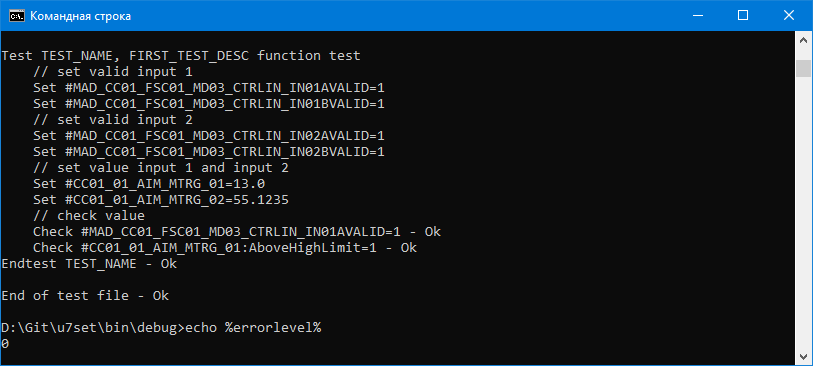 Командная строка
Test TEST_NAME, FIRST_TEST_DESC function test
    // set valid input 1
    Set #MAD_CC01_FSC01_MD03_CTRLIN_IN01AVALID=1
    Set #MAD_CC01_FSC01_MD03_CTRLIN_IN01BVALID=1
    // set valid input 2
    Set #MAD_CC01_FSC01_MD03_CTRLIN_IN02AVALID=1
    Set #MAD_CC01_FSC01_MD03_CTRLIN_IN02BVALID=1
    // set value input 1 and input 2
    Set #CC01_01_AIM_MTRG_01=13.0
    Set #CC01_01_AIM_MTRG_02=55.1235
    // check value
    Check #MAD_CC01_FSC01_MD03_CTRLIN_IN01AVALID=1 - Ok
    Check #CC01_01_AIM_MTRG_01:AboveHighLimit=1 - Ok
Endtest TEST_NAME - Ok
End of test file - Ok
D:\Git\u7set\bin\debug>echo %errorlevel%
0